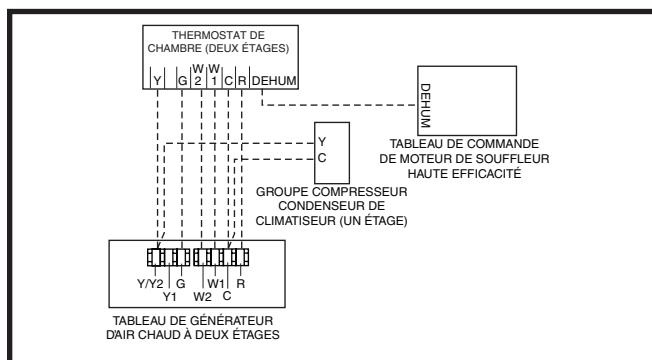 THERMOSTAT DE
CHAMBRE (DEUX ÉTAGES)
Y G W2 W1 C R DEHUM
DEHUM
TABLEAU DE COMMANDE
DE MOTEUR DE SOUFFLEUR
HAUTE EFFICACITÉ
Y
C
GROUPE COMPRESSEUR
CONDENSEUR DE
CLIMATISEUR (UN ÉTAGE)
Y/Y2 G W1 R
Y1 W2 C
TABLEAU DE GÉNÉRATEUR
D'AIR CHAUD À DEUX ÉTAGES